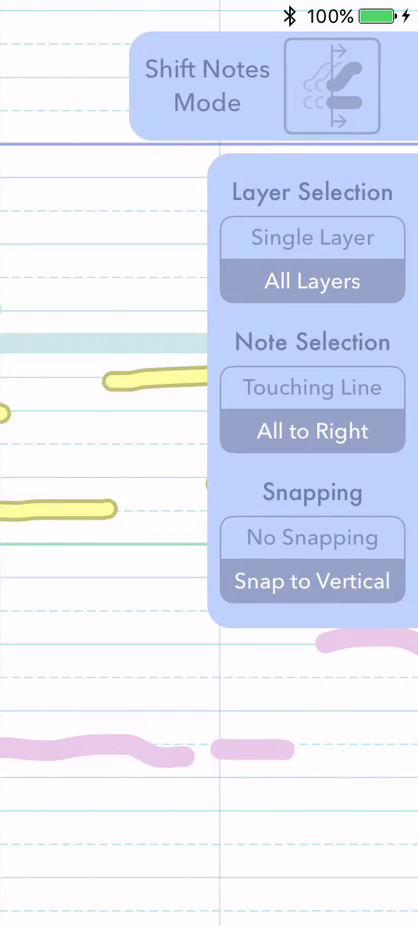 100%
Shift Notes
Mode
Layer Selection
Single Layer
All Layers
Note Selection
Touching Line
All to Right
Snapping
No Snapping
Snap to Vertical